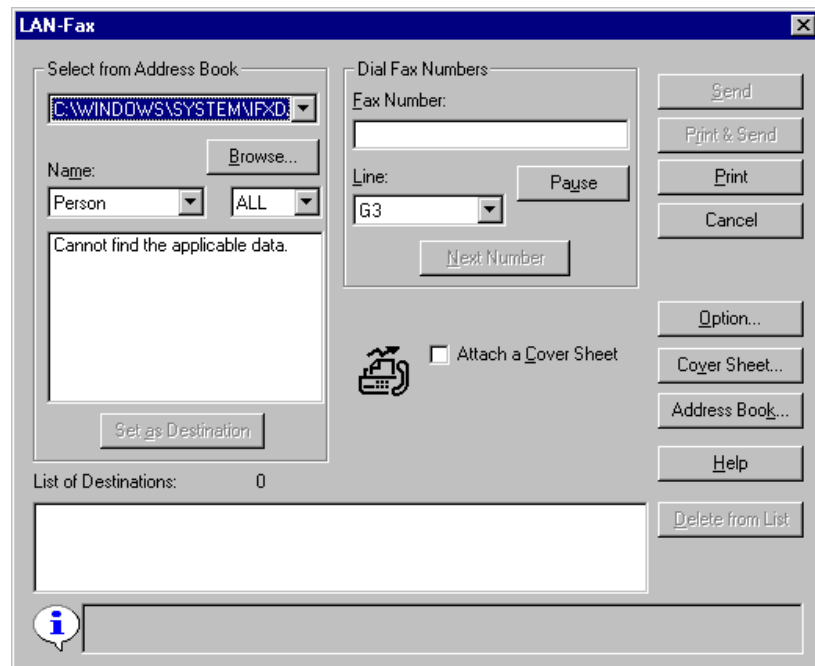 LAN-Fax
Select from Address Book
C:\WINDOWS\SYSTEM\IFXD
Browse...
Name:
Person
ALL
Cannot find the applicable data.
Set as Destination
Dial Fax Numbers
Fax Number:
Line:
Pause
G3
Next Number
Attach a Cover Sheet
Send
Print & Send
Print
Cancel
Option...
Cover Sheet...
Address Book...
Help
List of Destinations: 0
Delete from List